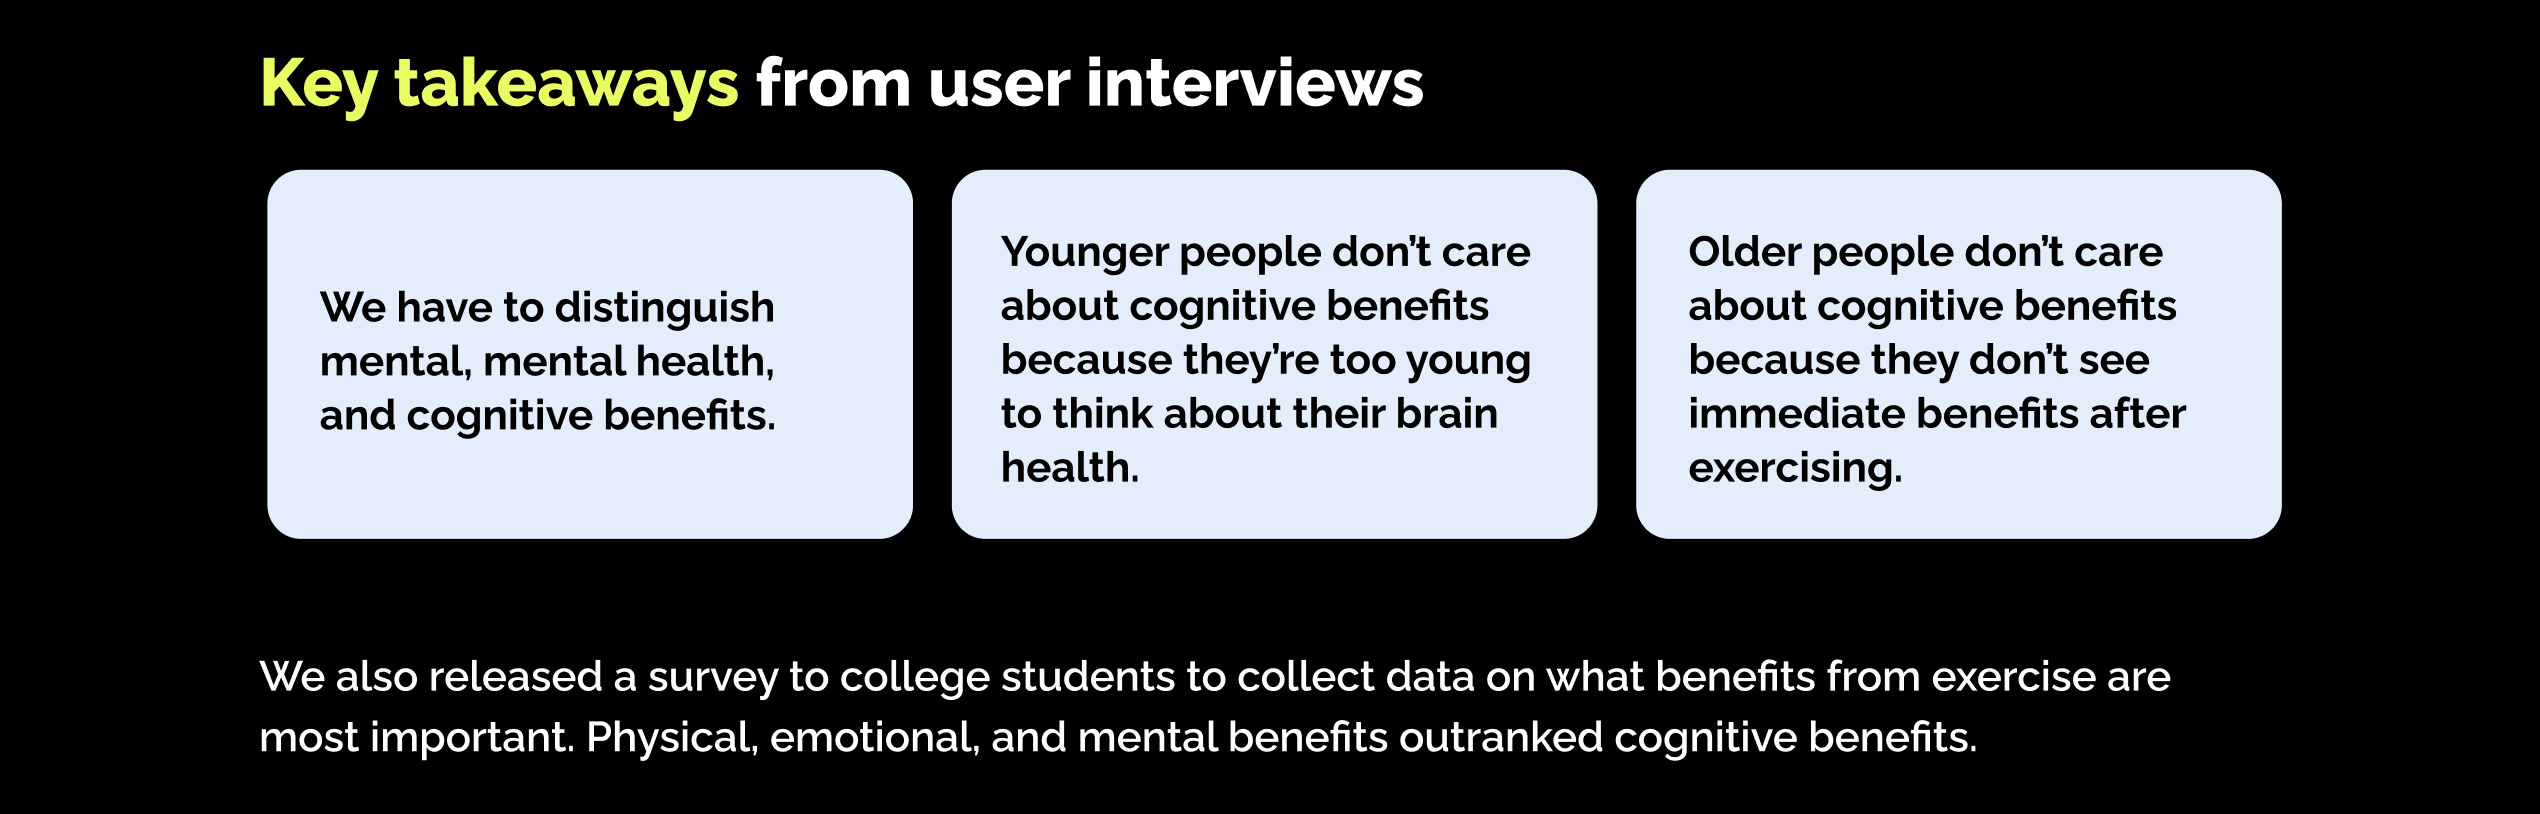 Key takeaways from user interviews
We have to distinguish
mental, mental health,
and cognitive benefits.
Younger people don’t care
about cognitive benefits
because they’re too young
to think about their brain
health.
Older people don’t care
about cognitive benefits
because they don’t see
immediate benefits after
exercising.
We also released a survey to college students to collect data on what benefits from exercise are
most important. Physical, emotional, and mental benefits outranked cognitive benefits.